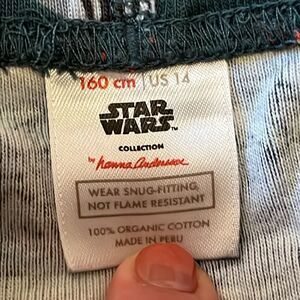 160 cm | US 14
STAR
WARS™
COLLECTION
by hanna andersson
WEAR SNUG-FITTING,
NOT FLAME RESISTANT
100% ORGANIC COTTON
MADE IN PERU